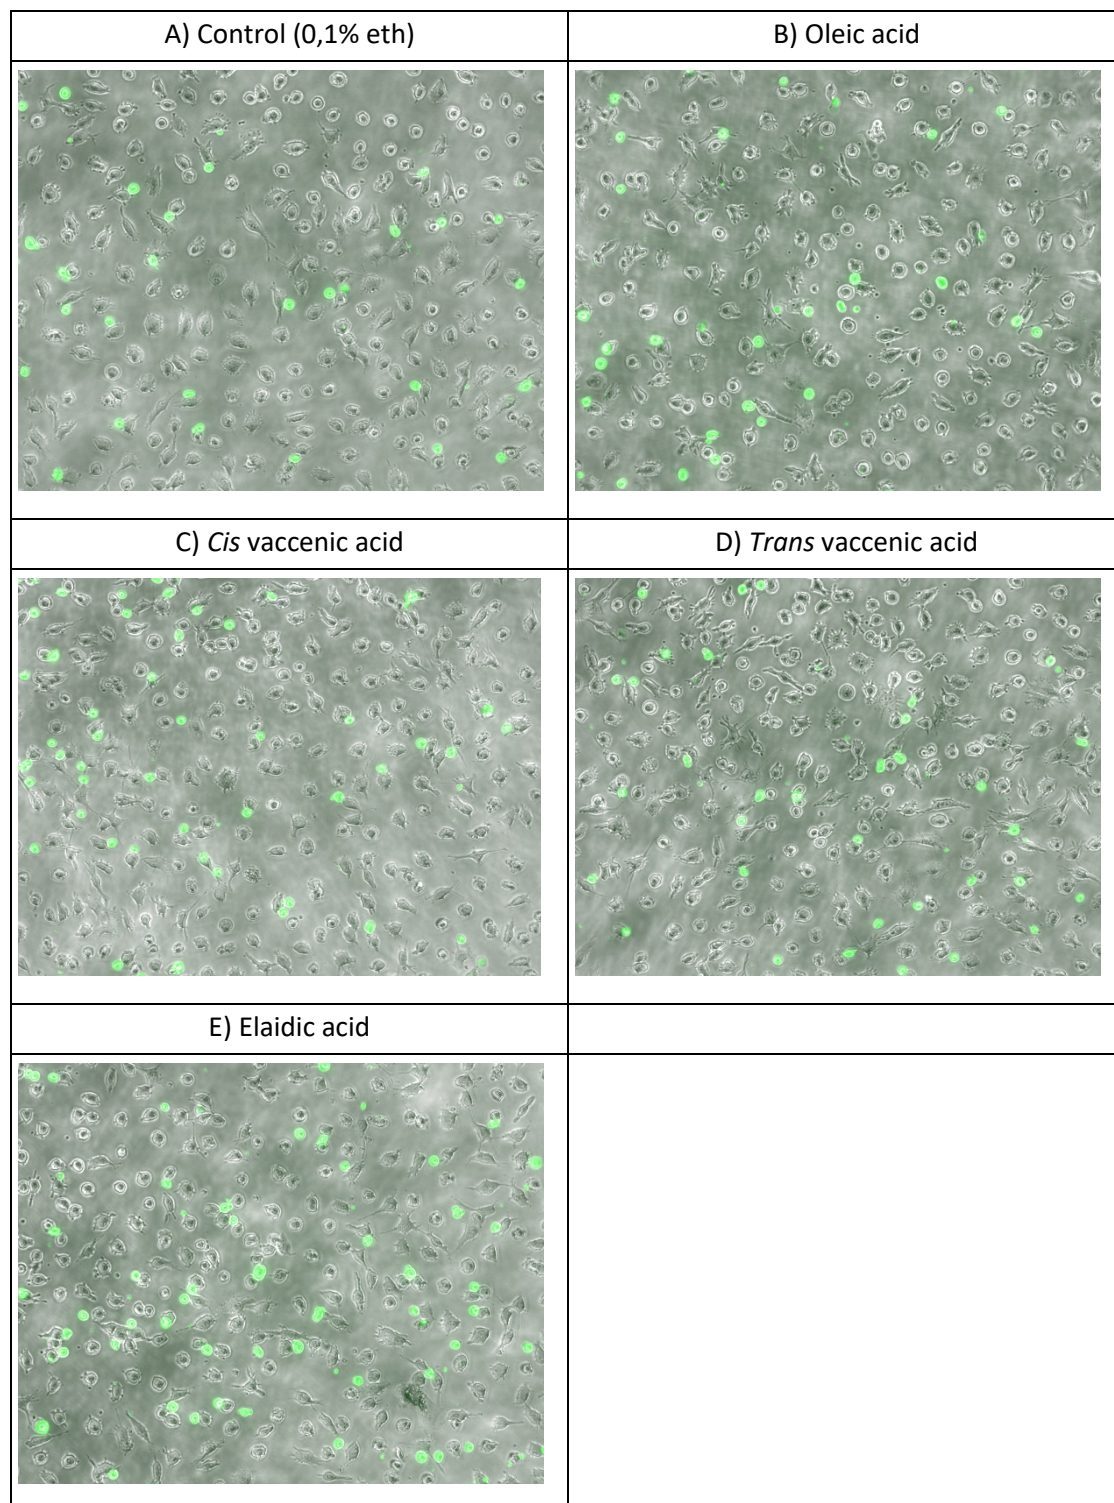 A) Control (0,1% eth)
B) Oleic acid
C) Cis vaccenic acid
D) Trans vaccenic acid
E) Elaidic acid